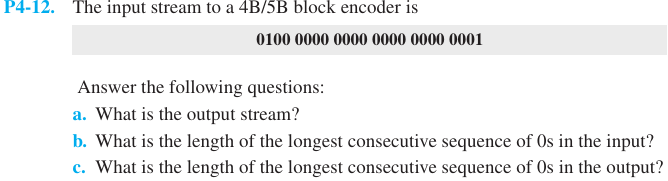 P4-12. The input stream to a 4B/5B block encoder is
0100 0000 0000 0000 0000 0001
Answer the following questions:
a. What is the output stream?
b. What is the length of the longest consecutive sequence of 0s in the input?
c. What is the length of the longest consecutive sequence of 0s in the output?